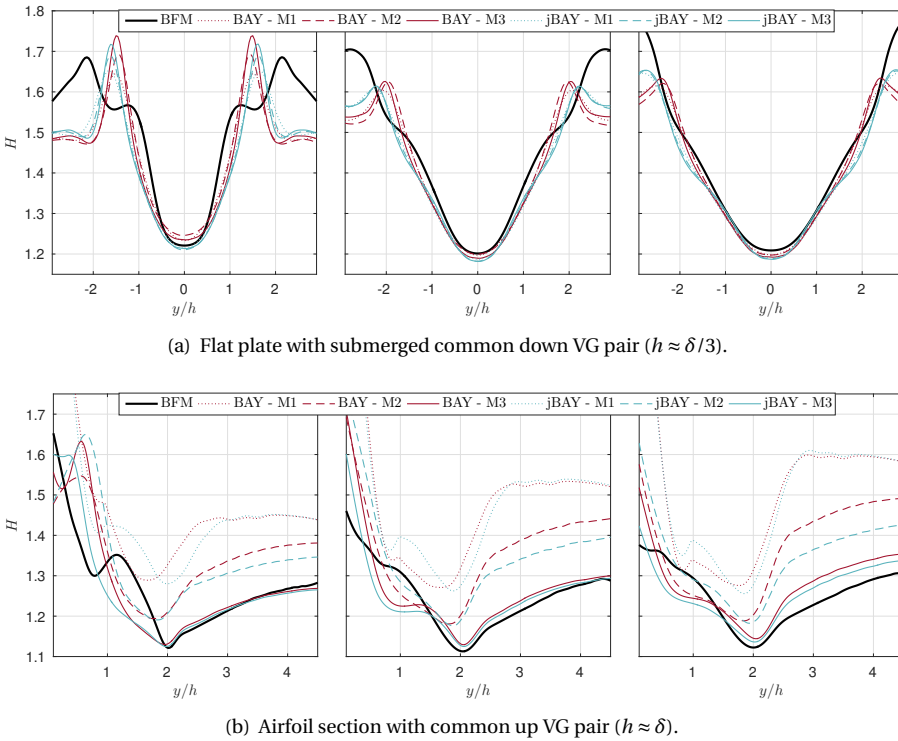 BFM BAY - M1 BAY - M2 BAY - M3 jBAY - M1 jBAY - M2 jBAY - M3
1.8
1.7
1.6
1.5
1.4
1.3
1.2
H
-2 -1 0 1 2 -2 -1 0 1 2 -2 -1 0 1 2
y/h y/h y/h
(a) Flat plate with submerged common down VG pair (h ≈ δ/3).
BFM BAY - M1 BAY - M2 BAY - M3 jBAY - M1 jBAY - M2 jBAY - M3
1.7
1.6
1.5
1.4
1.3
1.2
1.1
H
1 2 3 4 1 2 3 4 1 2 3 4
y/h y/h y/h
(b) Airfoil section with common up VG pair (h ≈ δ).